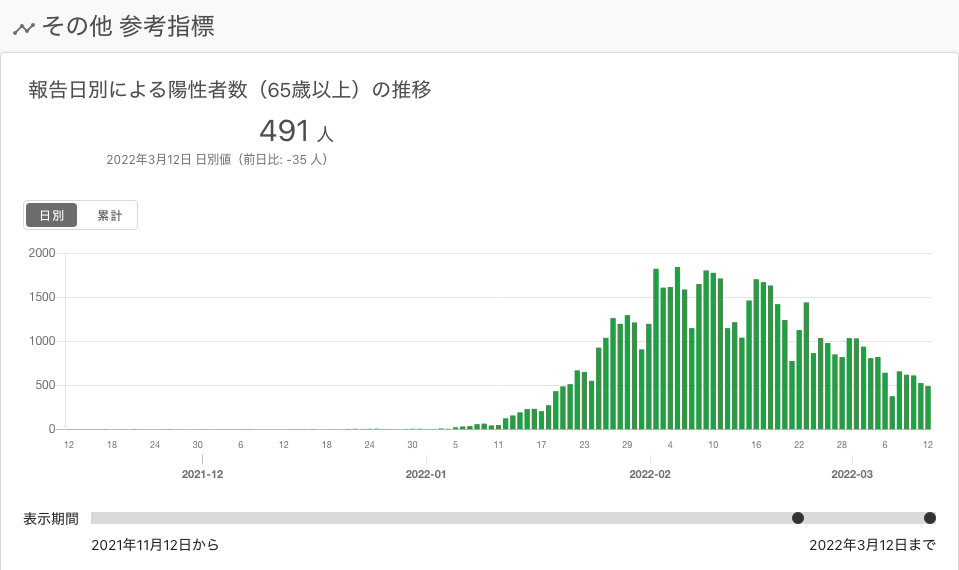 その他 参考指標
報告日別による陽性者数（65歳以上）の推移
491 人
2022年3月12日 日別値（前日比: -35 人）
日別 累計
2000
1500
1000
500
0
12 18 24 30 6 12 18 24 30 5 11 17 23 29 4 10 16 22 28 6 12
2021-12 2022-01 2022-02 2022-03
表示期間
2021年11月12日から 2022年3月12日まで